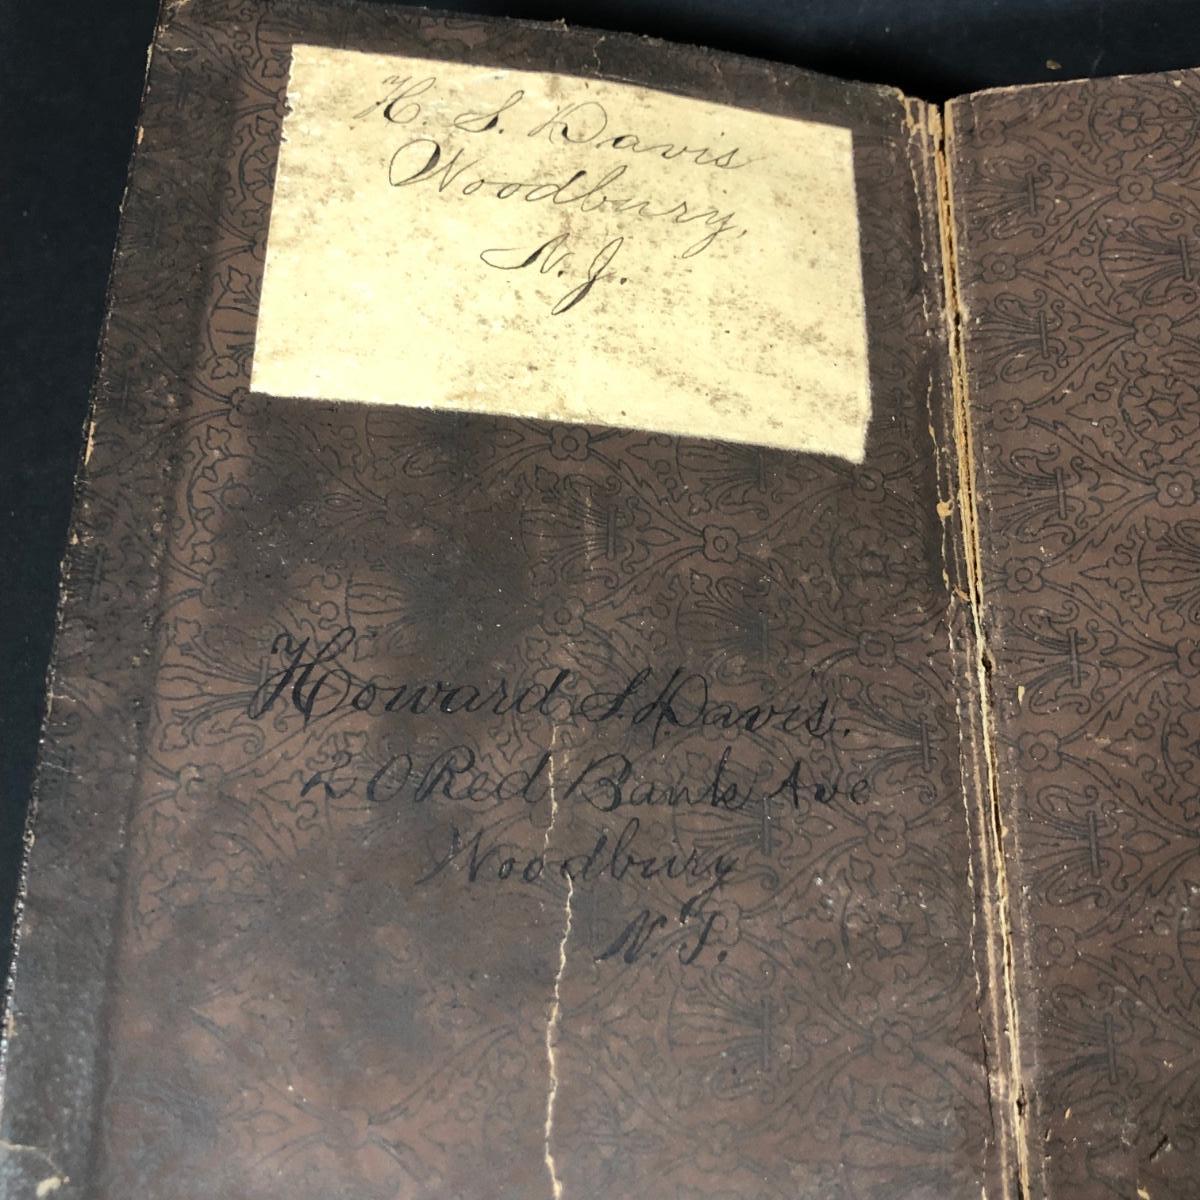 H. S. Davis
Woodbury,
N. J.
Howard S. Davis.
20 Red Bank Ave
Woodbury
N. J.